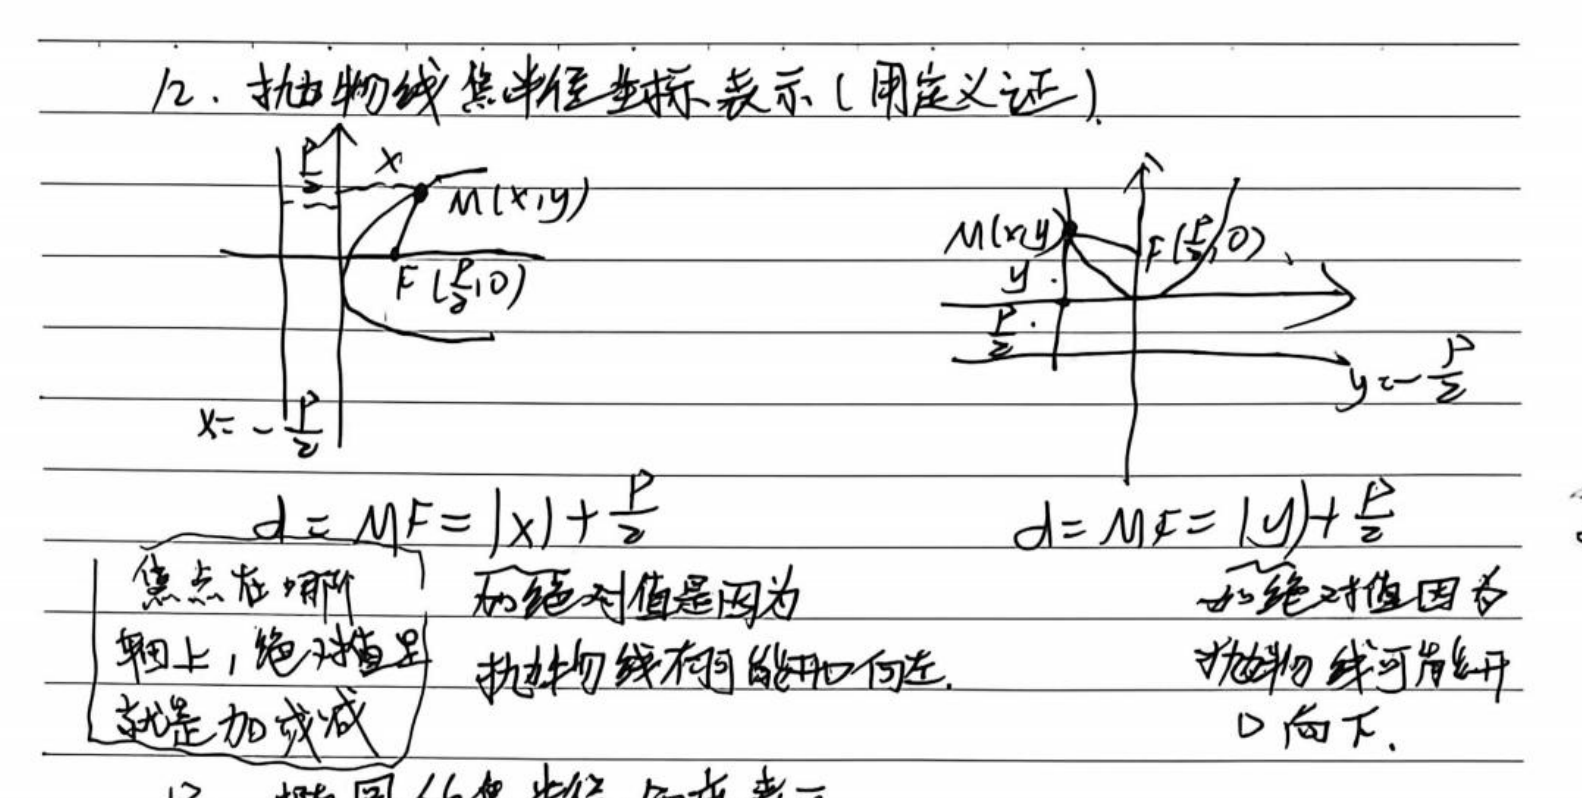 12. 抛物线焦半径坐标表示(用定义证).
P/2 x M(x,y)
F(P/2,0)
x=-P/2
M(x,y) F(P/2,0)
y
P/2
y=-P/2
d=MF=|x|+P/2
d=MF=|y|+P/2
焦点在哪
轴上,绝对值里
就是加或减
加绝对值是因为
抛物线有可能开口向左.
加绝对值因为
抛物线可能开
口向下.